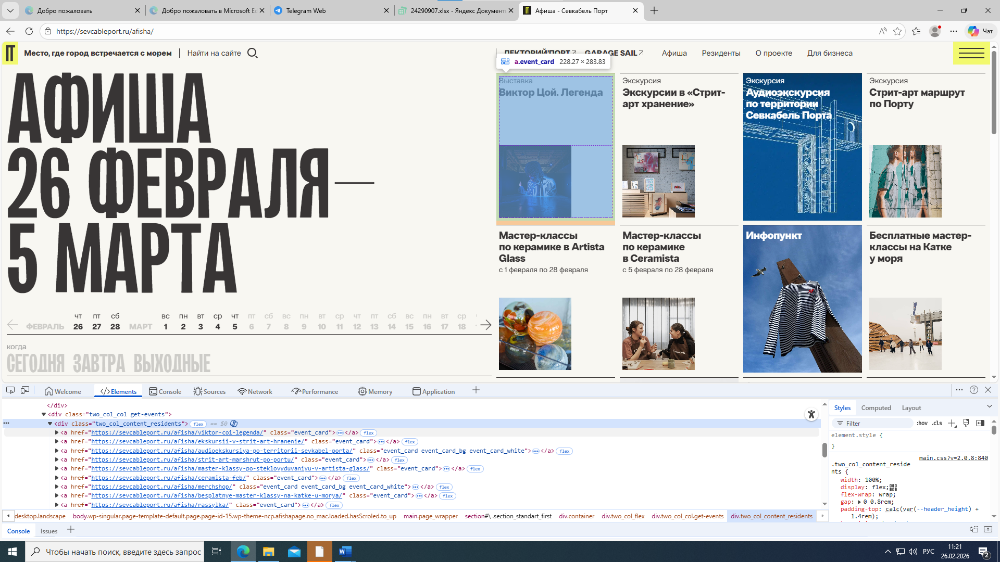 Добро пожаловать
Добро пожаловать в Microsoft Ec
Telegram Web
24290907.xlsx - Яндекс Документ
Афиша - Севкабель Порт
https://sevcableport.ru/afisha/
Чат
Место, где город встречается с морем
Найти на сайте
ЛЕКТОРИЙ'ПОРТ
GARAGE SAIL
Афиша
Резиденты
О проекте
Для бизнеса
a.event_card 228.27 × 283.83
АФИША
26 ФЕВРАЛЯ —
5 МАРТА
Выставка
Виктор Цой. Легенда
Экскурсия
Экскурсии в «Стрит-
арт хранение»
Экскурсия
Аудиоэкскурсия
по территории
Севкабель Порта
Экскурсия
Стрит-арт маршрут
по Порту
Мастер-классы
по керамике в Artista
Glass
с 1 февраля по 28 февраля
Мастер-классы
по керамике
в Ceramista
с 5 февраля по 28 февраля
Инфопункт
Бесплатные мастер-
классы на Катке
у моря
чт пт сб вс пн вт ср чт пт сб вс пн вт ср чт пт сб вс пн вт ср
ФЕВРАЛЬ 26 27 28 МАРТ 1 2 3 4 5 6 7 8 9 10 11 12 13 14 15 16 17 18
когда
СЕГОДНЯ ЗАВТРА ВЫХОДНЫЕ
Welcome
Elements
Console
Sources
Network
Performance
Memory
Application
</div>
<div class="two_col_col get-events">
<div class="two_col_content_residents"> flex == $0
<a href="https://sevcableport.ru/afisha/viktor-coi-legenda/" class="event_card">…</a> flex
<a href="https://sevcableport.ru/afisha/ekskursii-v-strit-art-hranenie/" class="event_card">…</a> flex
<a href="https://sevcableport.ru/afisha/audioekskursiya-po-territorii-sevkabel-porta/" class="event_card event_card_bg event_card_white">…</a> flex
<a href="https://sevcableport.ru/afisha/strit-art-marshrut-po-portu/" class="event_card">…</a> flex
<a href="https://sevcableport.ru/afisha/master-klassy-po-steklovyduvaniyu-v-artista-glass/" class="event_card">…</a> flex
<a href="https://sevcableport.ru/afisha/ceramista-feb/" class="event_card">…</a> flex
<a href="https://sevcableport.ru/afisha/merchshop/" class="event_card event_card_bg event_card_white">…</a> flex
<a href="https://sevcableport.ru/afisha/besplatnye-master-klassy-na-katke-u-morya/" class="event_card">…</a> flex
<a href="https://sevcableport.ru/afisha/rassylka/" class="event_card">…</a> flex
desktop.landscape body.wp-singular.page-template-default.page.page-id-15.wp-theme-ncp.afishapage.no_mac.loaded.hasScroled.to_up main.page_wrapper section#\ .section_standart_first div.container div.two_col_flex div.two_col_col.get-events div.two_col_content_residents
Styles
Computed
Layout
Filter
:hov .cls
element.style {
}
main.css?v=2.0.8:840
.two_col_content_reside
nts {
width: 100%;
display: flex;
flex-wrap: wrap;
gap: 0 0.8rem;
padding-top: calc(var(--header_height) +
1.4rem);
Console
Issues
Чтобы начать поиск, введите здесь запрос
РУС
11:21
26.02.2026
2